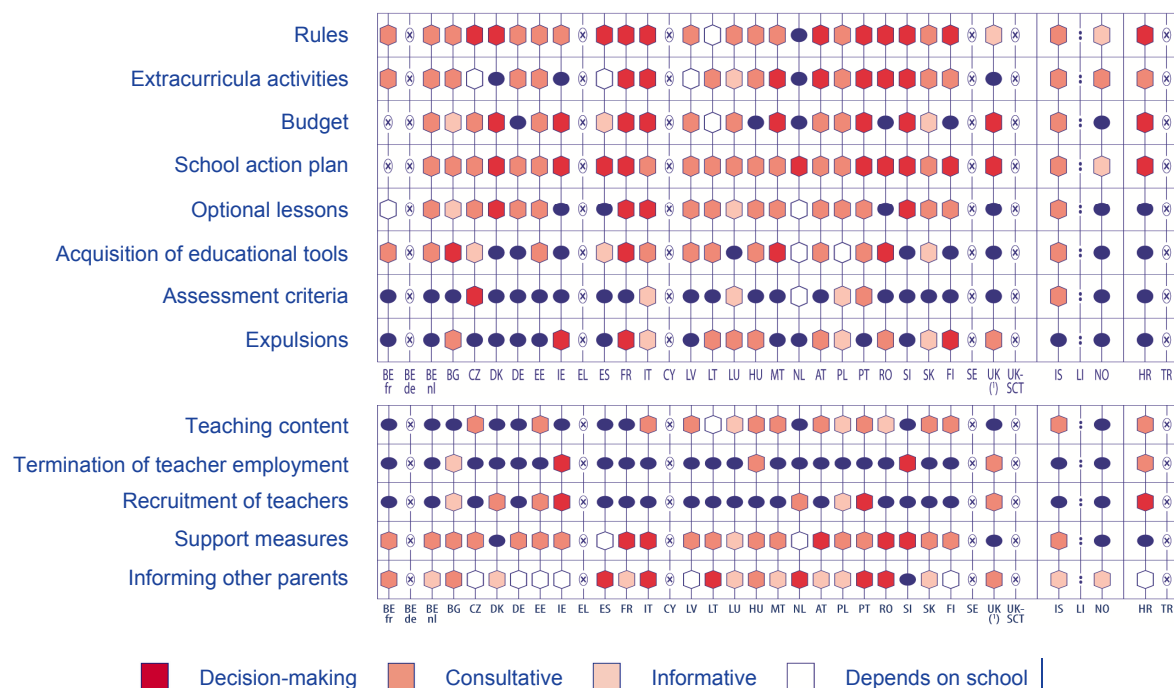 Rules
Extracurricula activities
Budget
School action plan
Optional lessons
Acquisition of educational tools
Assessment criteria
Expulsions
BE fr BE de BE nl BG CZ DK DE EE IE EL ES FR IT CY LV LT LU HU MT NL AT PL PT RO SI SK FI SE UK (¹) UK-SCT IS LI NO HR TR
Teaching content
Termination of teacher employment
Recruitment of teachers
Support measures
Informing other parents
BE fr BE de BE nl BG CZ DK DE EE IE EL ES FR IT CY LV LT LU HU MT NL AT PL PT RO SI SK FI SE UK (¹) UK-SCT IS LI NO HR TR
Decision-making Consultative Informative Depends on school